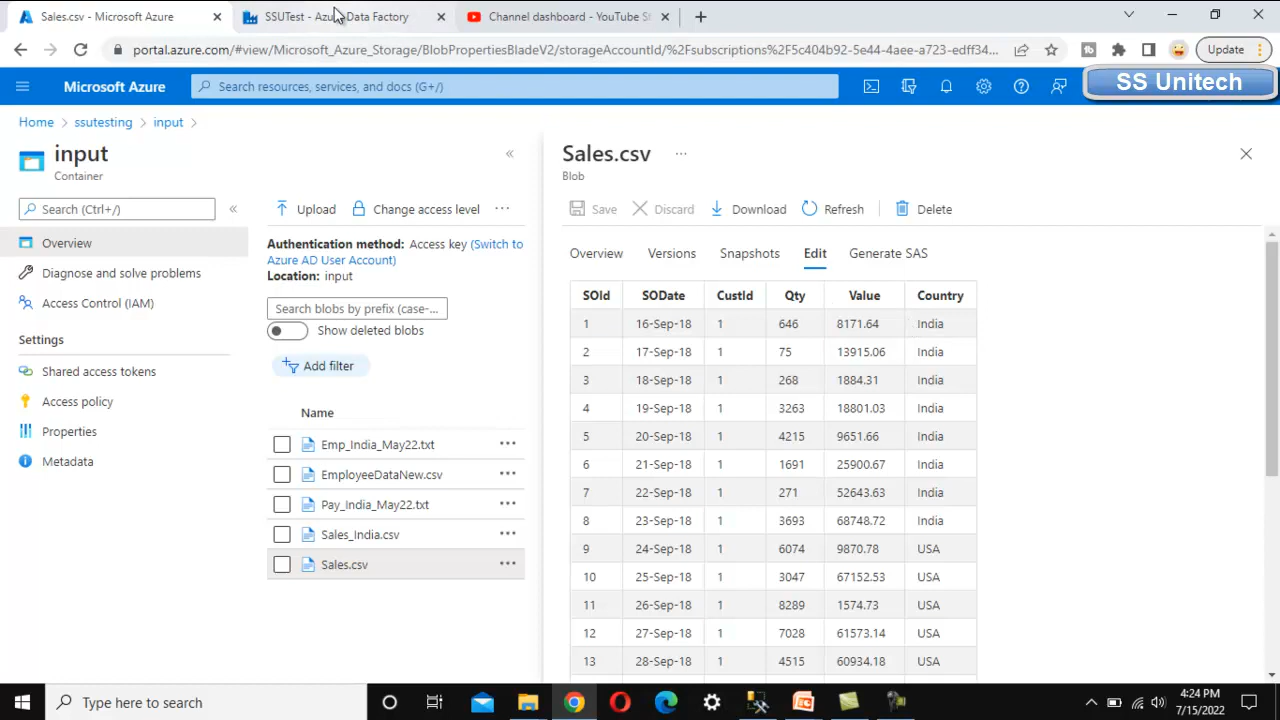 Sales.csv - Microsoft Azure
SSUTest - Azure Data Factory
Channel dashboard - YouTube St
portal.azure.com/#view/Microsoft_Azure_Storage/BlobPropertiesBladeV2/storageAccountId/%2Fsubscriptions%2F5c404b92-5e44-4aee-a723-edff34...
Update
Microsoft Azure
Search resources, services, and docs (G+/)
SS Unitech
Home > ssutesting > input >
input
Container
Search (Ctrl+/)
Overview
Diagnose and solve problems
Access Control (IAM)
Settings
Shared access tokens
Access policy
Properties
Metadata
Upload Change access level
Authentication method: Access key (Switch to
Azure AD User Account)
Location: input
Search blobs by prefix (case-...
Show deleted blobs
Add filter
Name
Emp_India_May22.txt
EmployeeDataNew.csv
Pay_India_May22.txt
Sales_India.csv
Sales.csv
Sales.csv
Blob
Save Discard Download Refresh Delete
Overview Versions Snapshots Edit Generate SAS
SOId SODate CustId Qty Value Country
1 16-Sep-18 1 646 8171.64 India
2 17-Sep-18 1 75 13915.06 India
3 18-Sep-18 1 268 1884.31 India
4 19-Sep-18 1 3263 18801.03 India
5 20-Sep-18 1 4215 9651.66 India
6 21-Sep-18 1 1691 25900.67 India
7 22-Sep-18 1 271 52643.63 India
8 23-Sep-18 1 3693 68748.72 India
9 24-Sep-18 1 6074 9870.78 USA
10 25-Sep-18 1 3047 67152.53 USA
11 26-Sep-18 1 8289 1574.73 USA
12 27-Sep-18 1 7028 61573.14 USA
13 28-Sep-18 1 4515 60934.18 USA
Type here to search
4:24 PM
7/15/2022